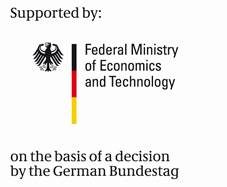 Supported by:
Federal Ministry
of Economics
and Technology
on the basis of a decision
by the German Bundestag